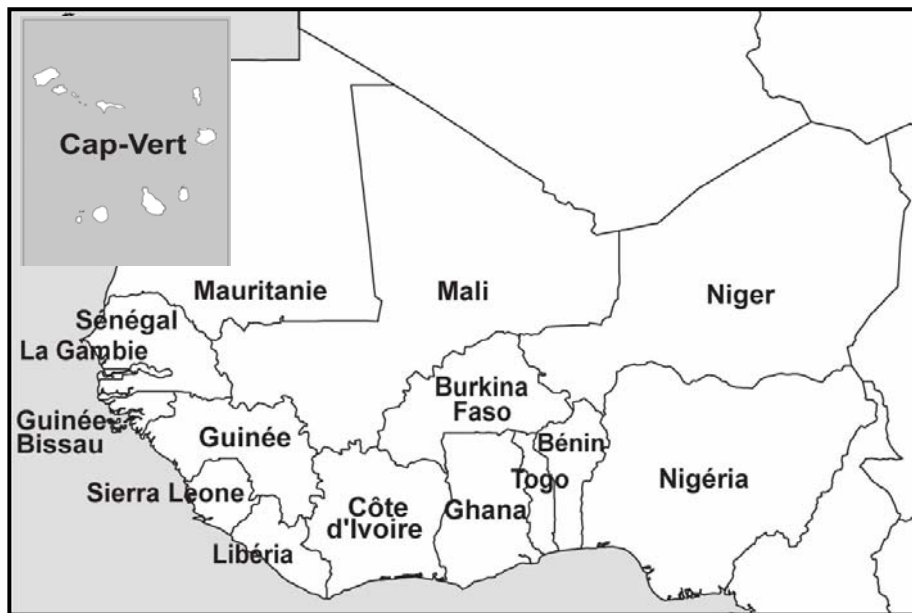 Cap-Vert
Mauritanie
Mali
Niger
Sénégal
La Gambie
Burkina
Faso
Guinée
Bissau
Guinée
Bénin
Togo
Nigéria
Sierra Leone
Côte
d'Ivoire
Ghana
Libéria